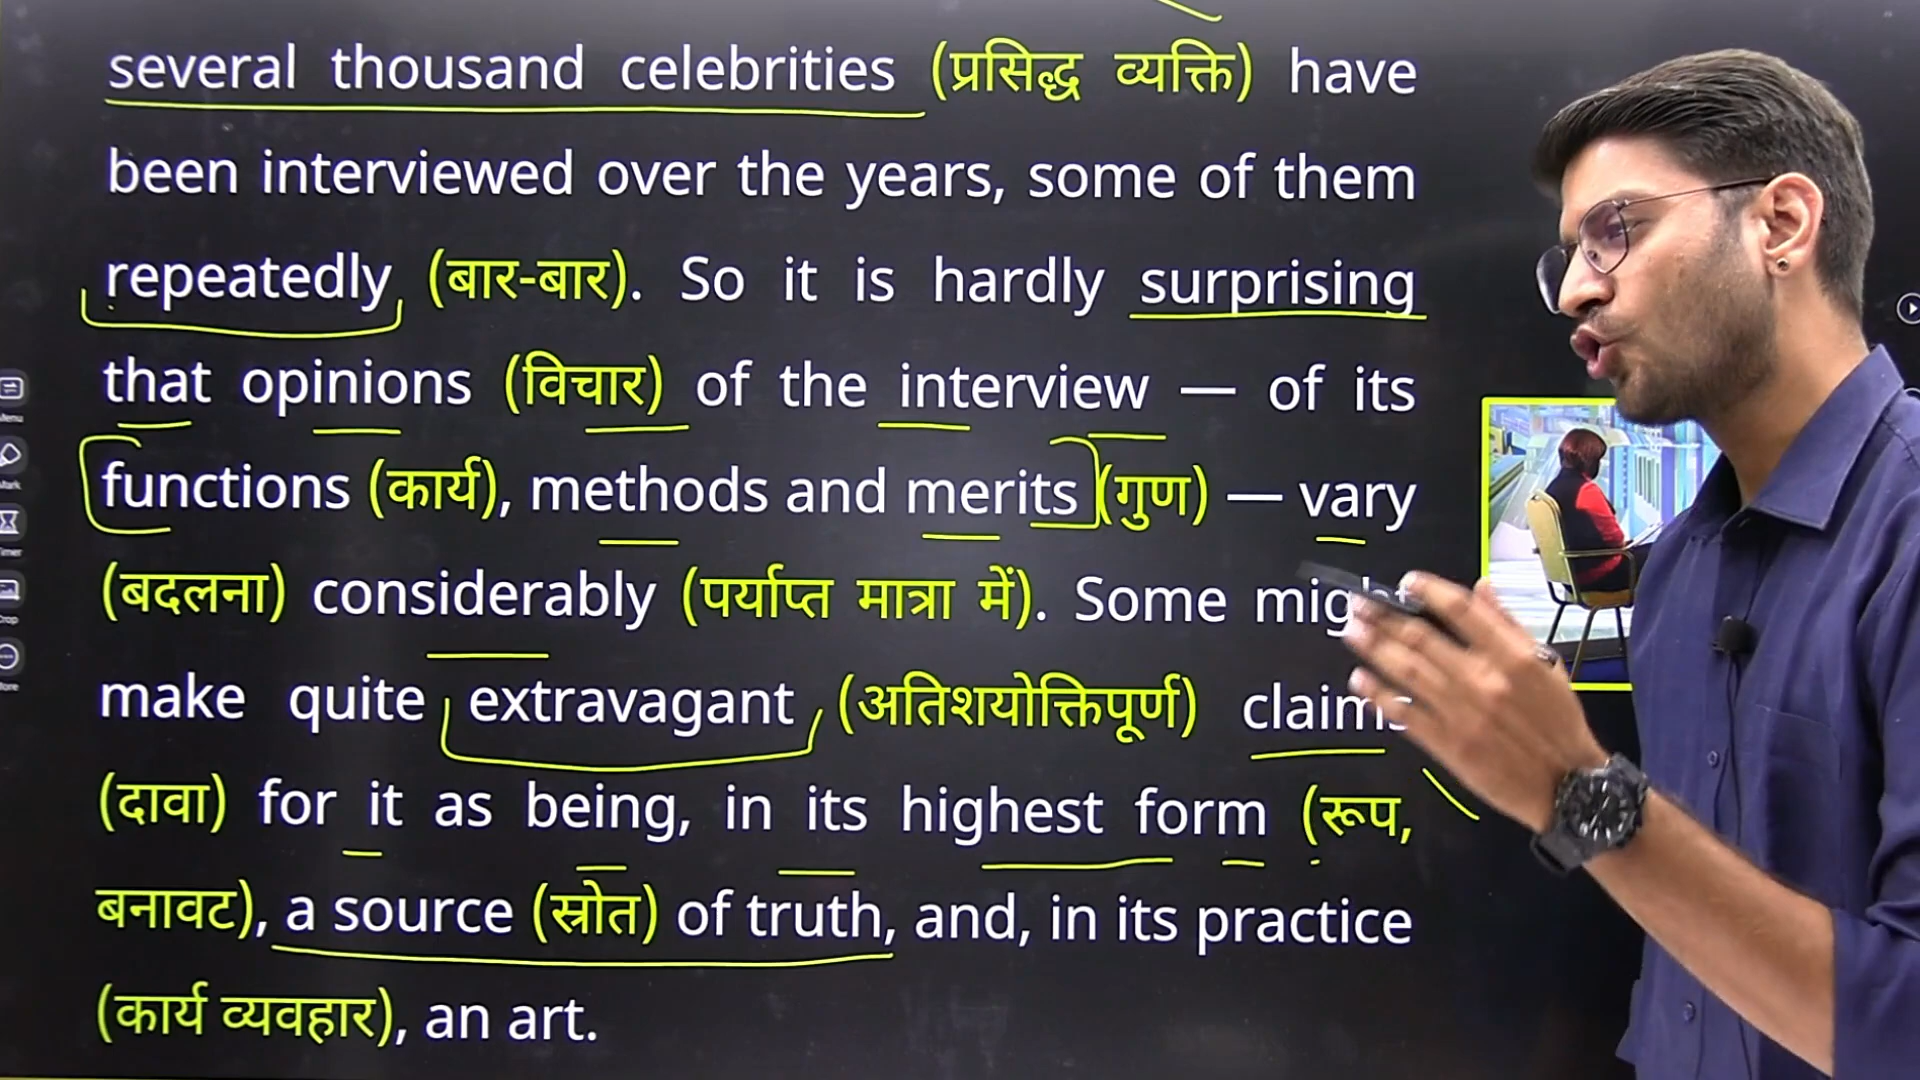 several thousand celebrities (प्रसिद्ध व्यक्ति) have
been interviewed over the years, some of them
repeatedly (बार-बार). So it is hardly surprising
that opinions (विचार) of the interview — of its
functions (कार्य), methods and merits (गुण) — vary
(बदलना) considerably (पर्याप्त मात्रा में). Some might
make quite extravagant (अतिशयोक्तिपूर्ण) claims
(दावा) for it as being, in its highest form (रूप,
बनावट), a source (स्रोत) of truth, and, in its practice
(कार्य व्यवहार), an art.